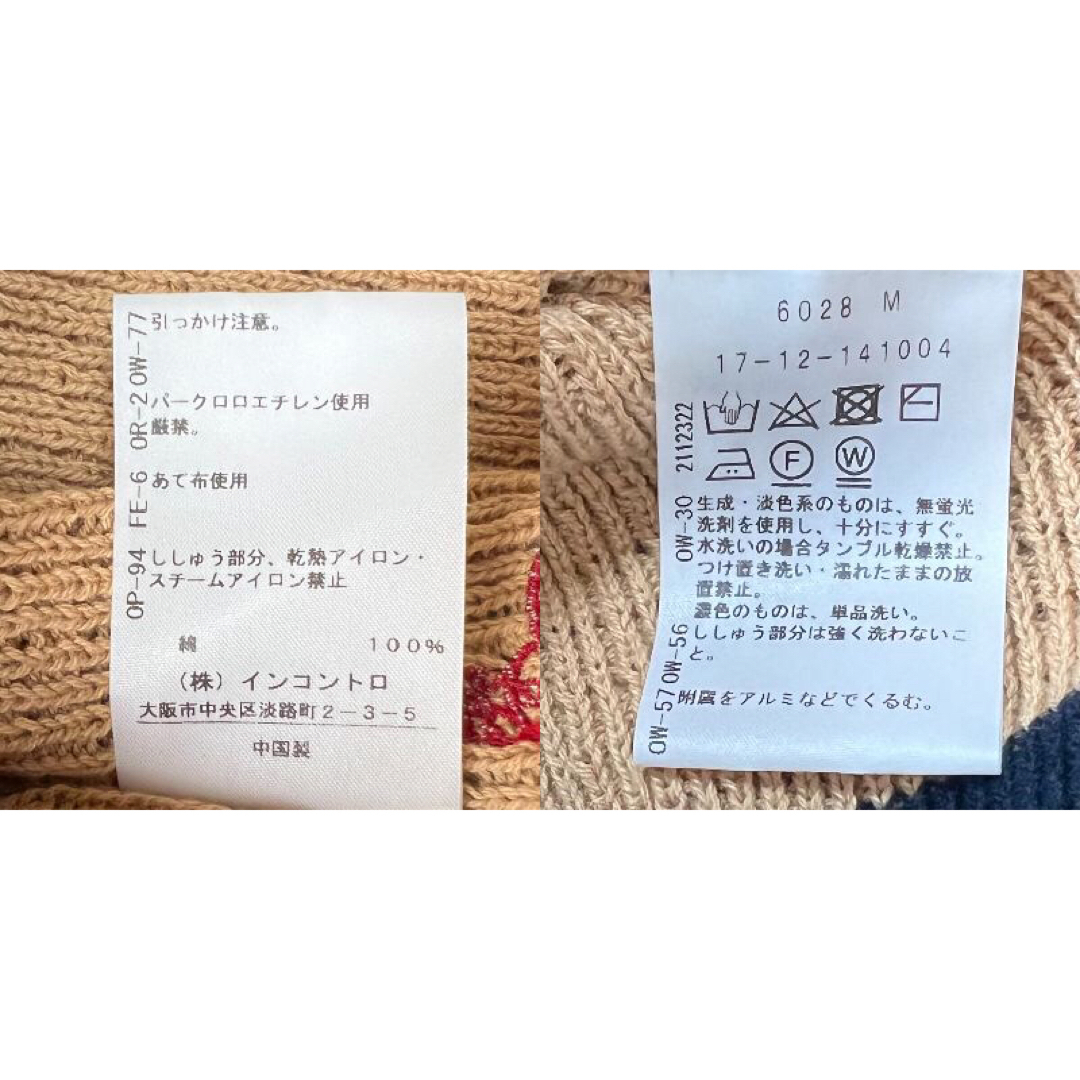 引っかけ注意。
パークロロエチレン使用
厳禁。
あて布使用
ししゅう部分、乾熱アイロン・
スチームアイロン禁止
綿 100%
(株)インコントロ
大阪市中央区淡路町2-3-5
中国製
OP-94 FE-6 OR-2 OW-77
6028 M
17-12-141004
F W
生成・淡色系のものは、無蛍光
洗剤を使用し、十分にすすぐ。
水洗いの場合タンブル乾燥禁止。
つけ置き洗い・濡れたままの放
置禁止。
濃色のものは、単品洗い。
ししゅう部分は強く洗わないこ
と。
附属をアルミなどでくるむ。
OW-57 OW-56 OW-30 2112322